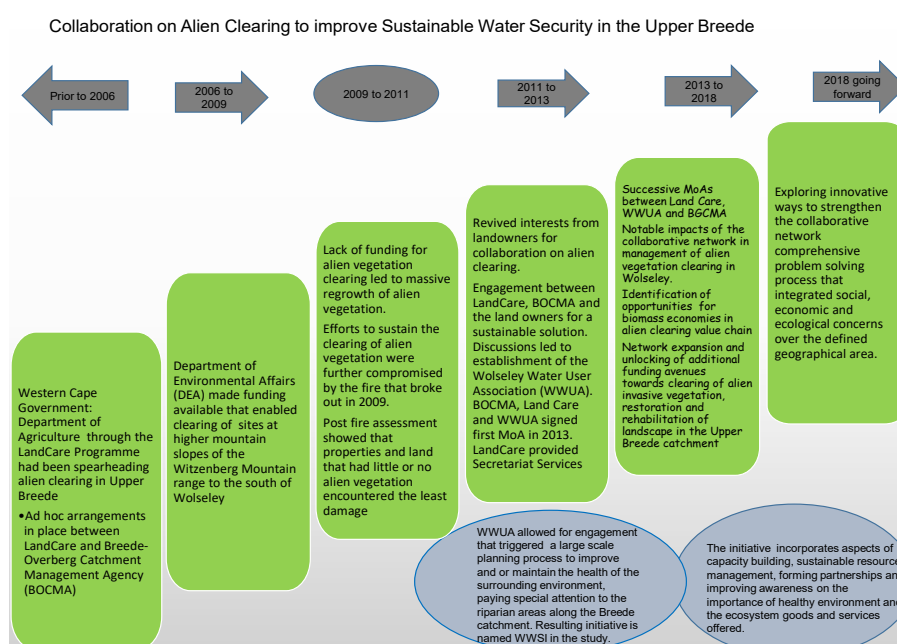 Collaboration on Alien Clearing to improve Sustainable Water Security in the Upper Breede
Prior to 2006
2006 to
2009
2009 to 2011
2011 to
2013
2013 to
2018
2018 going
forward
Western Cape
Government:
Department of
Agriculture through the
LandCare Programme
had been spearheading
alien clearing in Upper
Breede
•Ad hoc arrangements
in place between
LandCare and Breede-
Overberg Catchment
Management Agency
(BOCMA)
Department of
Environmental Affairs
(DEA) made funding
available that enabled
clearing of sites at
higher mountain
slopes of the
Witzenberg Mountain
range to the south of
Wolseley
Lack of funding for
alien vegetation
clearing led to massive
regrowth of alien
vegetation.
Efforts to sustain the
clearing of alien
vegetation were
further compromised
by the fire that broke
out in 2009.
Post fire assessment
showed that
properties and land
that had little or no
alien vegetation
encountered the least
damage
Revived interests from
landowners for
collaboration on alien
clearing.
Engagement between
LandCare, BOCMA and
the land owners for a
sustainable solution.
Discussions led to
establishment of the
Wolseley Water User
Association (WWUA).
BOCMA, Land Care
and WWUA signed
first MoA in 2013.
LandCare provided
Secretariat Services
Successive MoAs
between Land Care,
WWUA and BGCMA
Notable impacts of the
collaborative network in
management of alien
vegetation clearing in
Wolseley.
Identification of
opportunities for
biomass economies in
alien clearing value chain
Network expansion and
unlocking of additional
funding avenues
towards clearing of alien
invasive vegetation,
restoration and
rehabilitation of
landscape in the Upper
Breede catchment
Exploring innovative
ways to strengthen
the collaborative
network
comprehensive
problem solving
process that
integrated social,
economic and
ecological concerns
over the defined
geographical area.
WWUA allowed for engagement
that triggered a large scale
planning process to improve
and or maintain the health of the
surrounding environment,
paying special attention to the
riparian areas along the Breede
catchment. Resulting initiative is
named WWSI in the study.
The initiative incorporates aspects of
capacity building, sustainable resource
management, forming partnerships an
improving awareness on the
importance of healthy environment an
the ecosystem goods and services
offered.